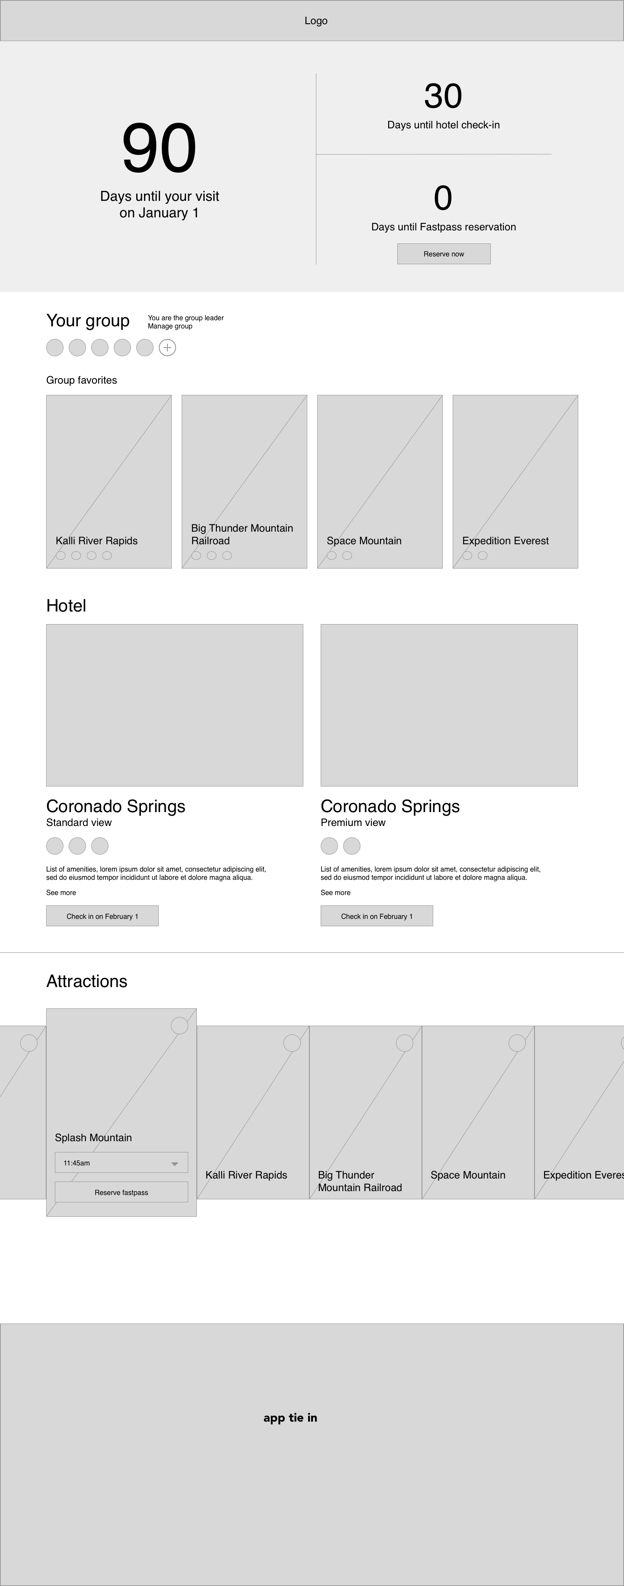 Logo
90
Days until your visit
on January 1
30
Days until hotel check-in
0
Days until Fastpass reservation
Reserve now
Your group
You are the group leader
Manage group
Group favorites
Kalli River Rapids
Big Thunder Mountain
Railroad
Space Mountain
Expedition Everest
Hotel
Coronado Springs
Standard view
List of amenities, lorem ipsum dolor sit amet, consectetur adipiscing elit,
sed do eiusmod tempor incididunt ut labore et dolore magna aliqua.
See more
Check in on February 1
Coronado Springs
Premium view
List of amenities, lorem ipsum dolor sit amet, consectetur adipiscing elit,
sed do eiusmod tempor incididunt ut labore et dolore magna aliqua.
See more
Check in on February 1
Attractions
Splash Mountain
11:45am
Reserve fastpass
Kalli River Rapids
Big Thunder
Mountain Railroad
Space Mountain
Expedition Everes
app tie in